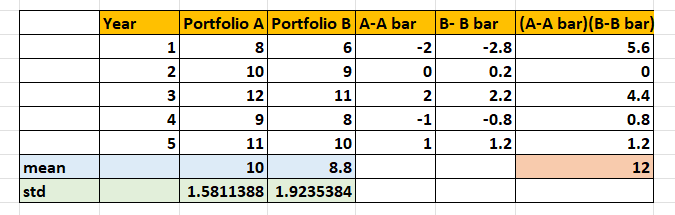 Year Portfolio A Portfolio B A-A bar B- B bar (A-A bar)(B-B bar)
1 8 6 -2 -2.8 5.6
2 10 9 0 0.2 0
3 12 11 2 2.2 4.4
4 9 8 -1 -0.8 0.8
5 11 10 1 1.2 1.2
mean 10 8.8 12
std 1.5811388 1.9235384